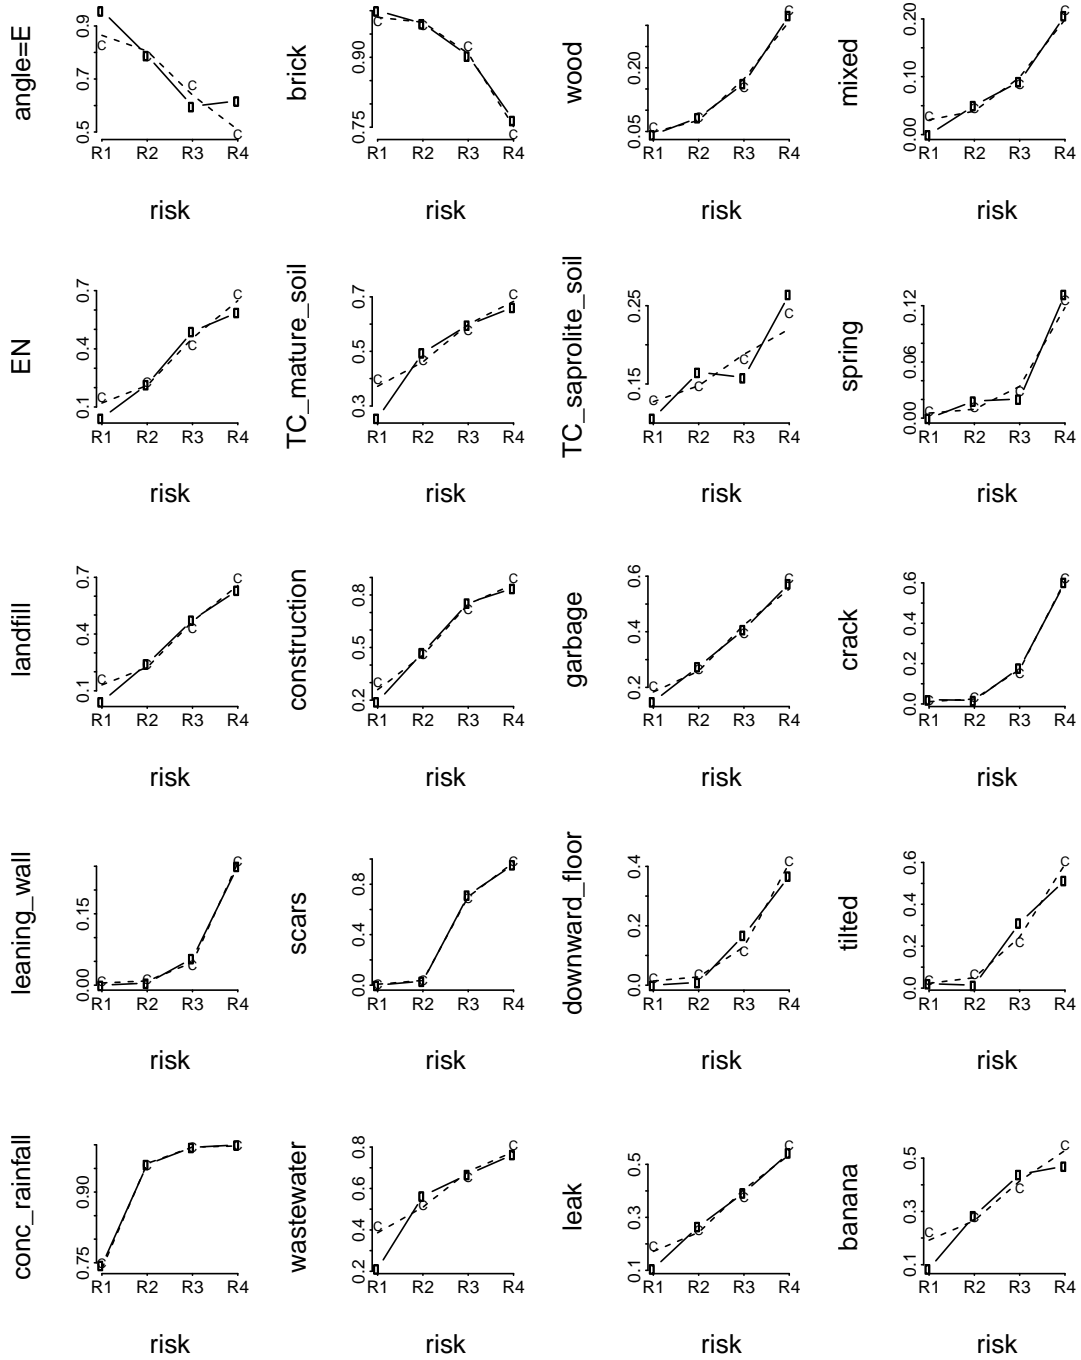 angle=E
0.5 0.7 0.9
C C C C
R1 R2 R3 R4
risk
brick
0.75 0.90
C C C C
R1 R2 R3 R4
risk
wood
0.05 0.20
C C C C
R1 R2 R3 R4
risk
mixed
0.00 0.10 0.20
C C C C
R1 R2 R3 R4
risk
EN
0.1 0.4 0.7
C C C C
R1 R2 R3 R4
risk
TC_mature_soil
0.3 0.5 0.7
C C C C
R1 R2 R3 R4
risk
TC_saprolite_soil
0.15 0.25
C C C C
R1 R2 R3 R4
risk
spring
0.00 0.06 0.12
C C C C
R1 R2 R3 R4
risk
landfill
0.1 0.4 0.7
C C C C
R1 R2 R3 R4
risk
construction
0.2 0.5 0.8
C C C C
R1 R2 R3 R4
risk
garbage
0.2 0.4 0.6
C C C C
R1 R2 R3 R4
risk
crack
0.0 0.2 0.4 0.6
C C C C
R1 R2 R3 R4
risk
leaning_wall
0.00 0.15
C C C C
R1 R2 R3 R4
risk
scars
0.0 0.4 0.8
C C C C
R1 R2 R3 R4
risk
downward_floor
0.0 0.2 0.4
C C C C
R1 R2 R3 R4
risk
tilted
0.0 0.2 0.4 0.6
C C C C
R1 R2 R3 R4
risk
conc_rainfall
0.75 0.90
C C C C
R1 R2 R3 R4
risk
wastewater
0.2 0.4 0.6 0.8
C C C C
R1 R2 R3 R4
risk
leak
0.1 0.3 0.5
C C C C
R1 R2 R3 R4
risk
banana
0.1 0.3 0.5
C C C C
R1 R2 R3 R4
risk